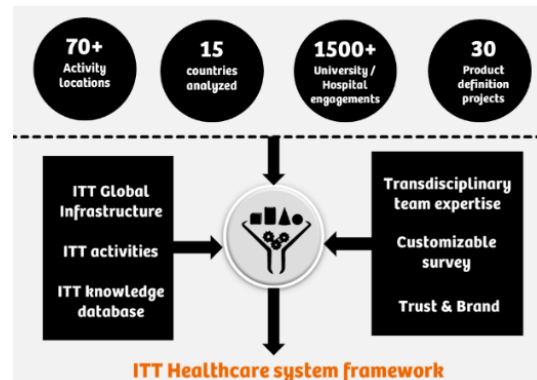 70+
Activity
locations
15
countries
analyzed
1500+
University /
Hospital
engagements
30
Product
definition
projects
ITT Global
Infrastructure
ITT activities
ITT knowledge
database
Transdisciplinary
team expertise
Customizable
survey
Trust & Brand
ITT Healthcare system framework